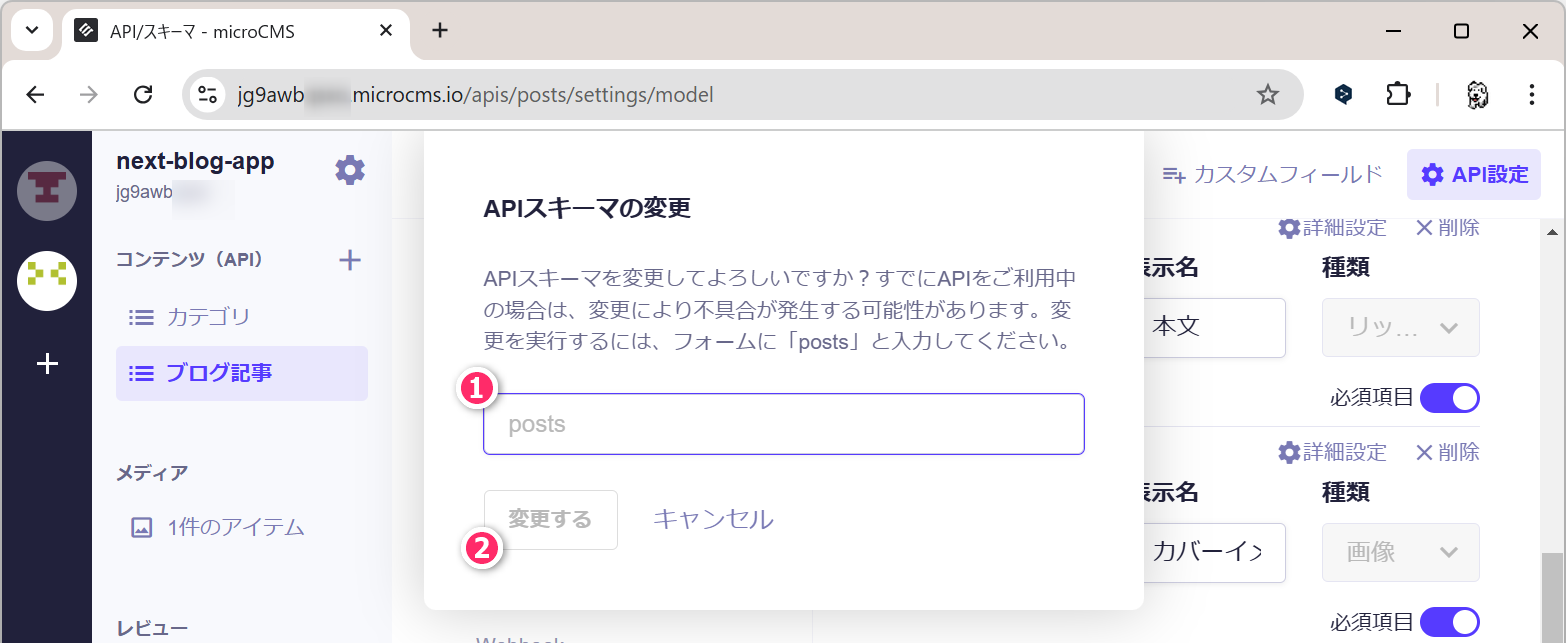 API/スキーマ - microCMS
jg9awb .microcms.io/apis/posts/settings/model
next-blog-app
jg9awb
コンテンツ（API）
カテゴリ
ブログ記事
メディア
1件のアイテム
レビュー
APIスキーマの変更
APIスキーマを変更してよろしいですか？すでにAPIをご利用中
の場合は、変更により不具合が発生する可能性があります。変
更を実行するには、フォームに「posts」と入力してください。
1
posts
変更する
キャンセル
2
カスタムフィールド
API設定
詳細設定
削除
表示名
種類
本文
リッ…
必須項目
詳細設定
削除
表示名
種類
カバーイメ
画像
必須項目
Webhook